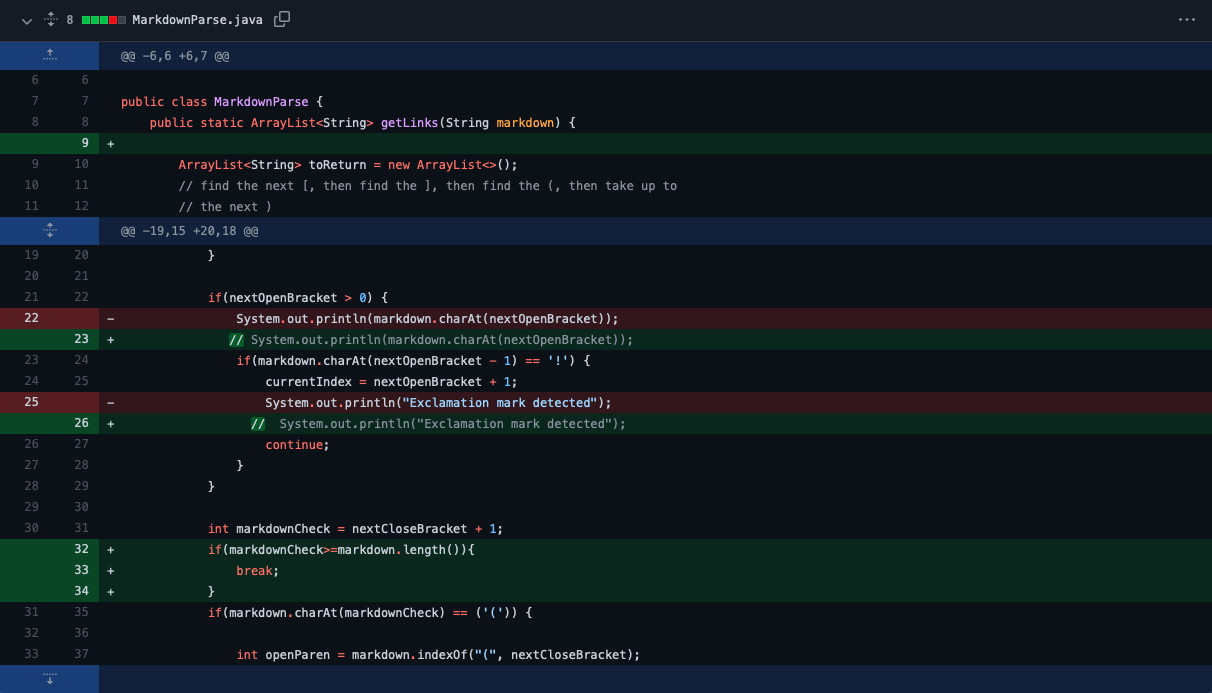 8 MarkdownParse.java
@@ -6,6 +6,7 @@
6 6
7 7 public class MarkdownParse {
8 8     public static ArrayList<String> getLinks(String markdown) {
9 +
9 10         ArrayList<String> toReturn = new ArrayList<>();
10 11         // find the next [, then find the ], then find the (, then take up to
11 12         // the next )
@@ -19,15 +20,18 @@
19 20             }
20 21
21 22             if(nextOpenBracket > 0) {
22 -                System.out.println(markdown.charAt(nextOpenBracket));
23 +               // System.out.println(markdown.charAt(nextOpenBracket));
23 24                 if(markdown.charAt(nextOpenBracket - 1) == '!') {
24 25                     currentIndex = nextOpenBracket + 1;
25 -                    System.out.println("Exclamation mark detected");
26 +                  //  System.out.println("Exclamation mark detected");
26 27                     continue;
27 28                 }
28 29             }
29 30
30 31             int markdownCheck = nextCloseBracket + 1;
32 +            if(markdownCheck>=markdown.length()){
33 +                break;
34 +            }
31 35             if(markdown.charAt(markdownCheck) == ('(')) {
32 36
33 37                 int openParen = markdown.indexOf("(", nextCloseBracket);